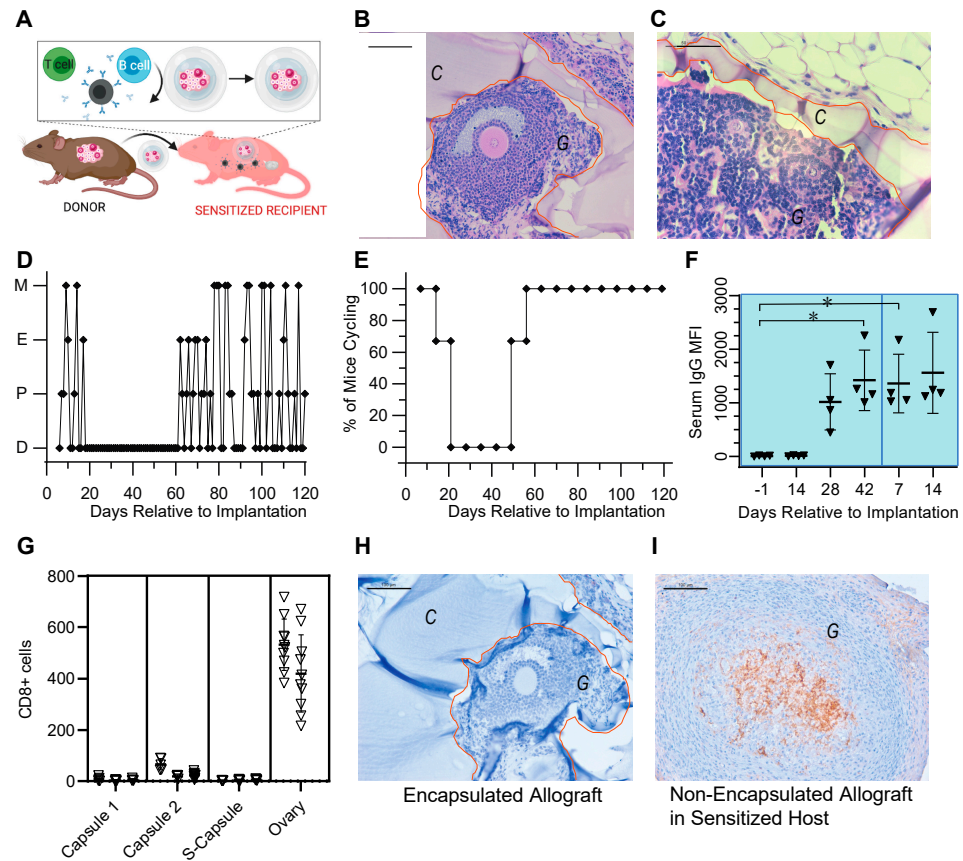 A
T cell
B cell
DONOR
SENSITIZED RECIPIENT
B
C
G
C
C
G
D
M
E
P
D
0
20
40
60
80
100
120
Days Relative to Implantation
E
% of Mice Cycling
100
80
60
40
20
0
0
20
40
60
80
100
120
Days Relative to Implantation
F
Serum IgG MFI
3000
2000
1000
0
*
*
-1
14
28
42
7
14
Days Relative to Implantation
G
CD8+ cells
800
600
400
200
0
Capsule 1
Capsule 2
S-Capsule
Ovary
H
C
G
Encapsulated Allograft
I
100 µm
G
Non-Encapsulated Allograft
in Sensitized Host